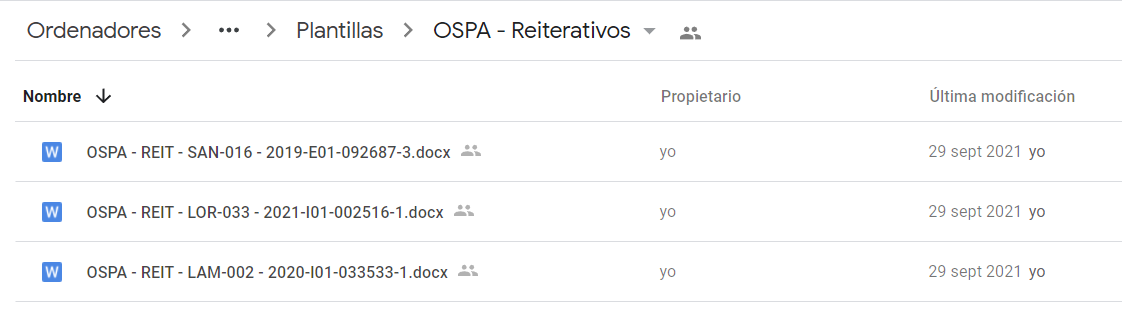 Ordenadores > ••• > Plantillas > OSPA - Reiterativos
Nombre Propietario Última modificación
W OSPA - REIT - SAN-016 - 2019-E01-092687-3.docx yo 29 sept 2021 yo
W OSPA - REIT - LOR-033 - 2021-I01-002516-1.docx yo 29 sept 2021 yo
W OSPA - REIT - LAM-002 - 2020-I01-033533-1.docx yo 29 sept 2021 yo